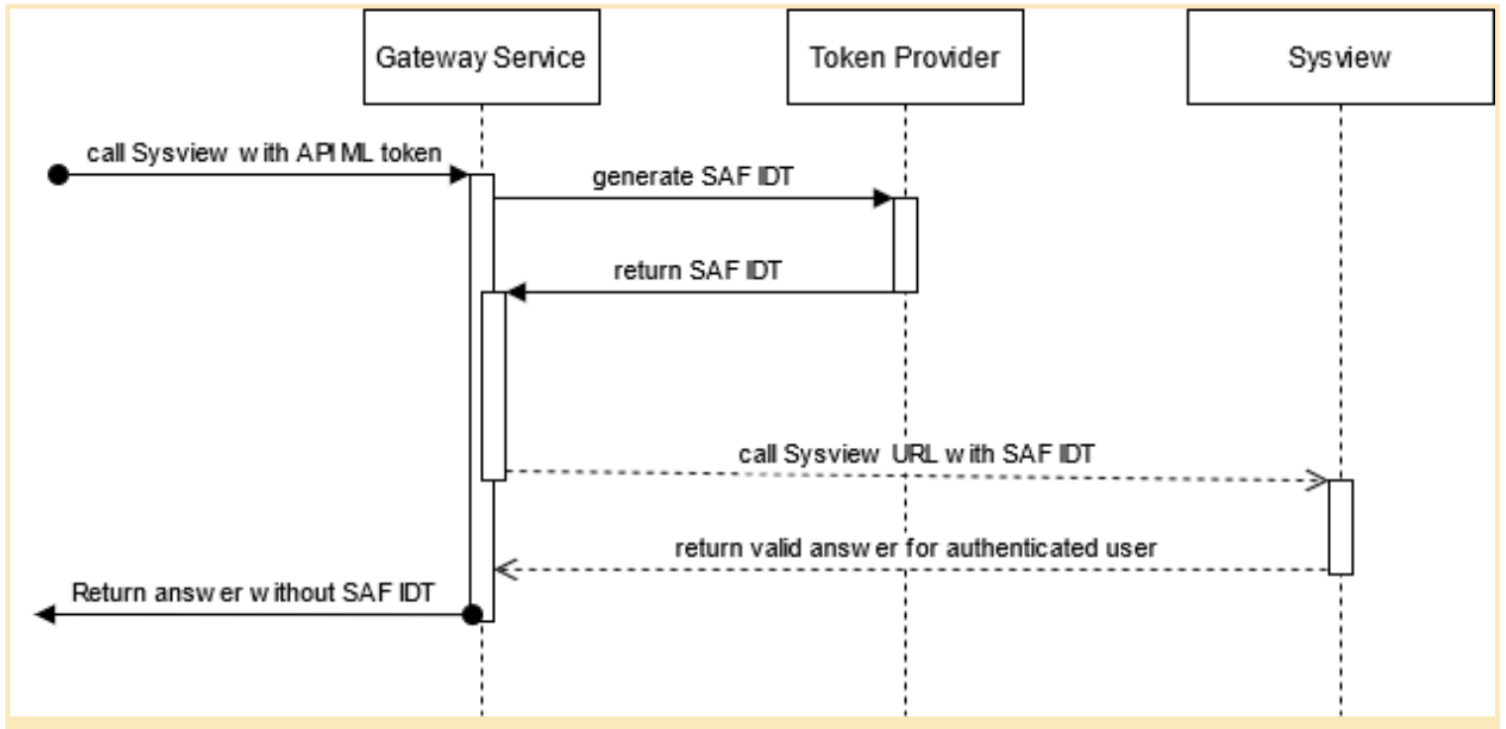 Gateway Service
Token Provider
Sysview
call Sysview with APIML token
generate SAF IDT
return SAF IDT
call Sysview URL with SAF IDT
return valid answer for authenticated user
Return answer without SAF IDT